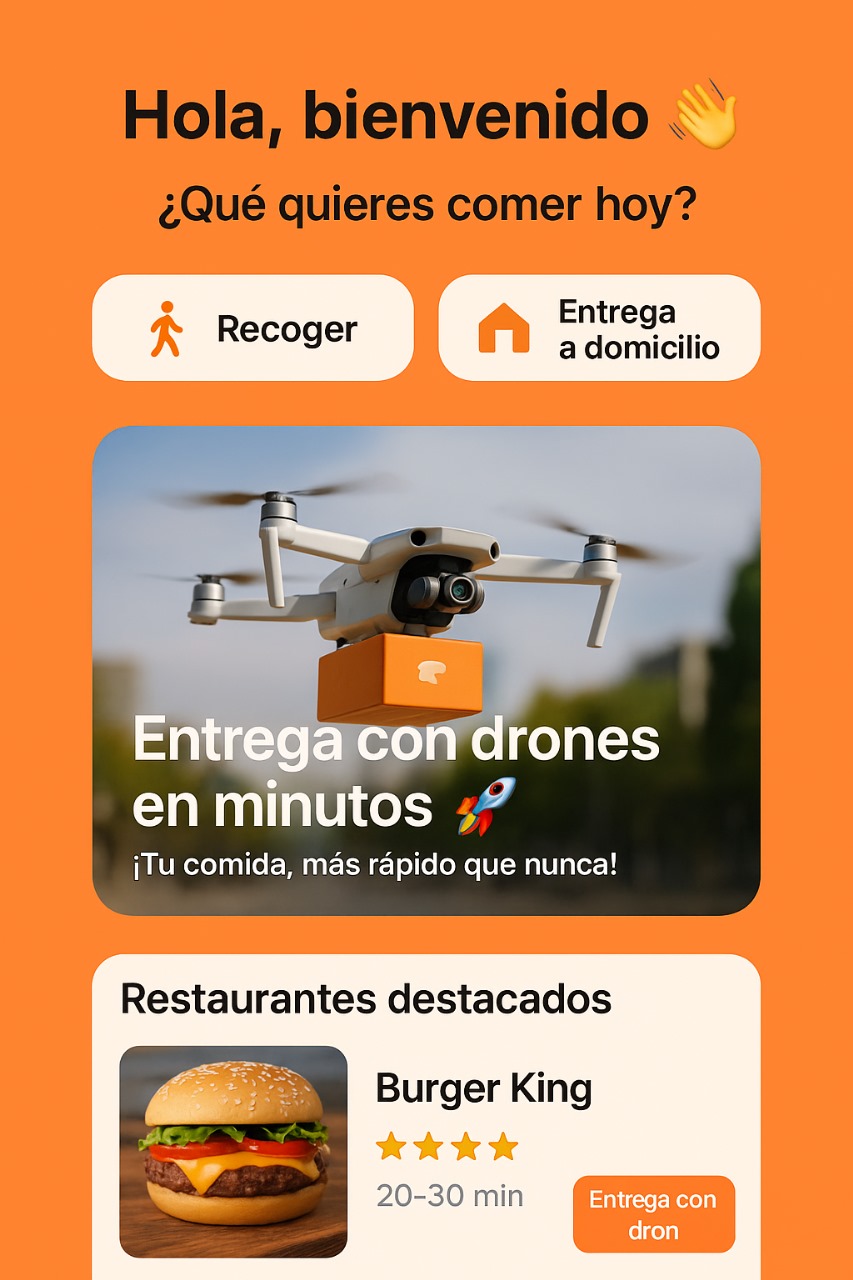 Hola, bienvenido 👋
¿Qué quieres comer hoy?
Recoger
Entrega
a domicilio
Entrega con drones
en minutos 🚀
¡Tu comida, más rápido que nunca!
Restaurantes destacados
Burger King
20–30 min
Entrega con
dron